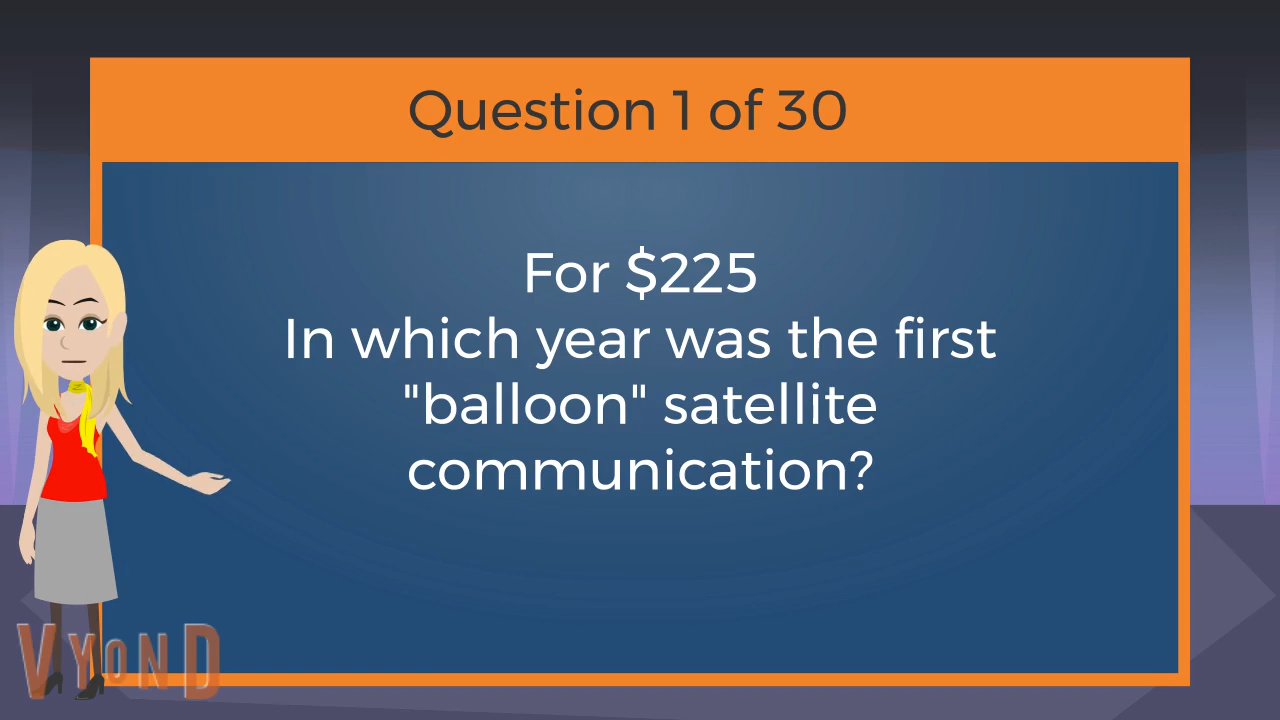 Question 1 of 30
For $225
In which year was the first
"balloon" satellite
communication?
VYOND